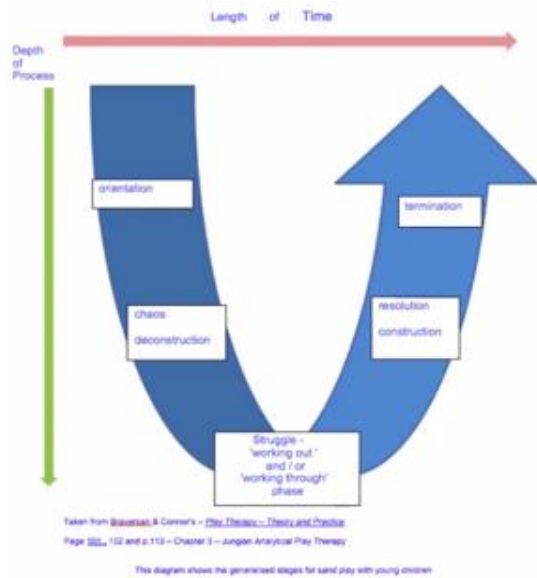 Length of Time
Depth
of
Process
orientation
termination
chaos
deconstruction
resolution
construction
Struggle -
'working out'
and / or
'working through'
phase
Taken from & Connor's – Play Therapy – Theory and Practice
Page 102 and p.113 – Chapter 3 – Jungian Analytical Play Therapy
This diagram shows the generalised stages for sand play with young children